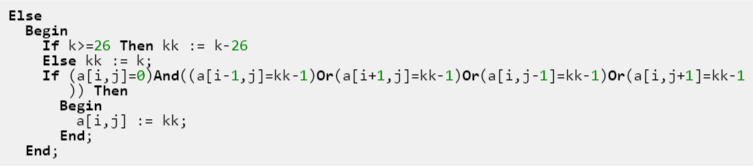 Else
Begin
If k>=26 Then kk := k-26
Else kk := k;
If (a[i,j]=0)And((a[i-1,j]=kk-1)Or(a[i+1,j]=kk-1)Or(a[i,j-1]=kk-1)Or(a[i,j+1]=kk-1
)) Then
Begin
a[i,j] := kk;
End;
End;